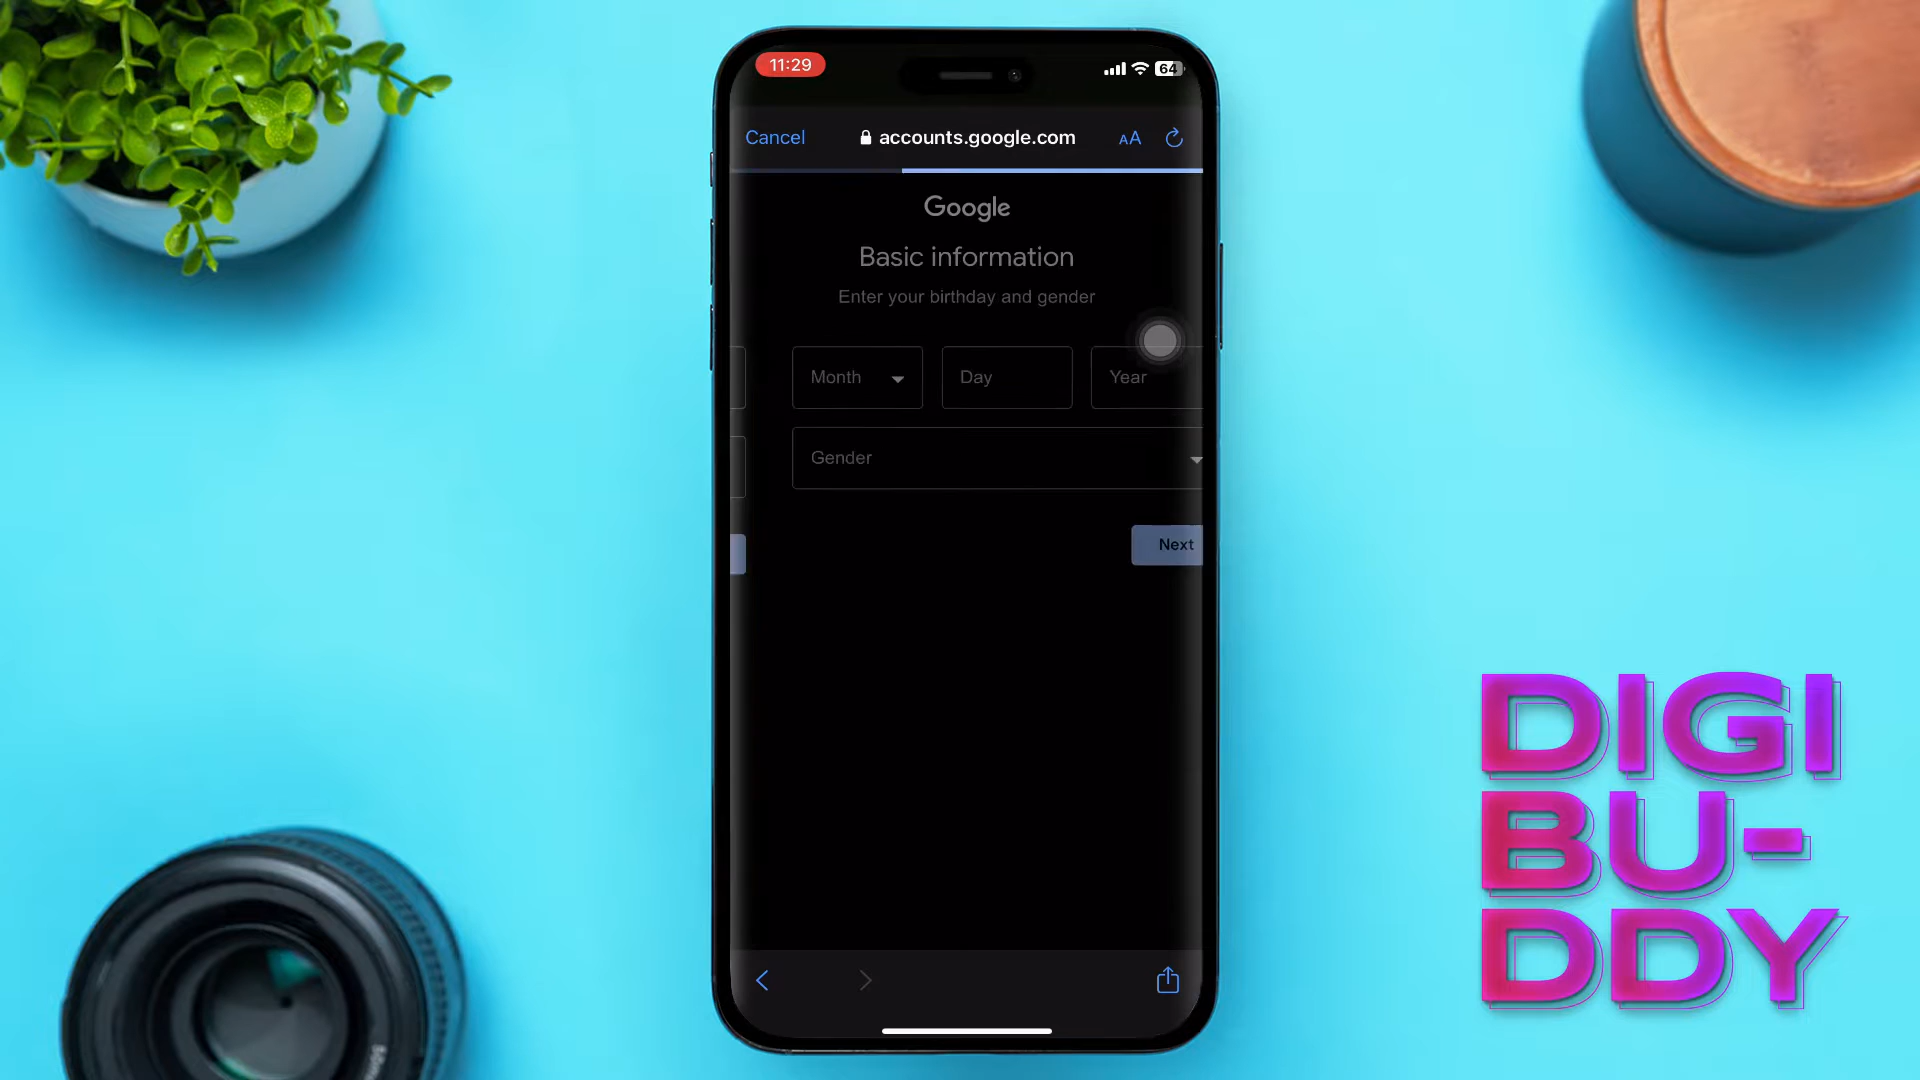 11:29
64
Cancel
accounts.google.com
AA
Google
Basic information
Enter your birthday and gender
Month
Day
Year
Gender
Next
DIGI
BU-
DDY